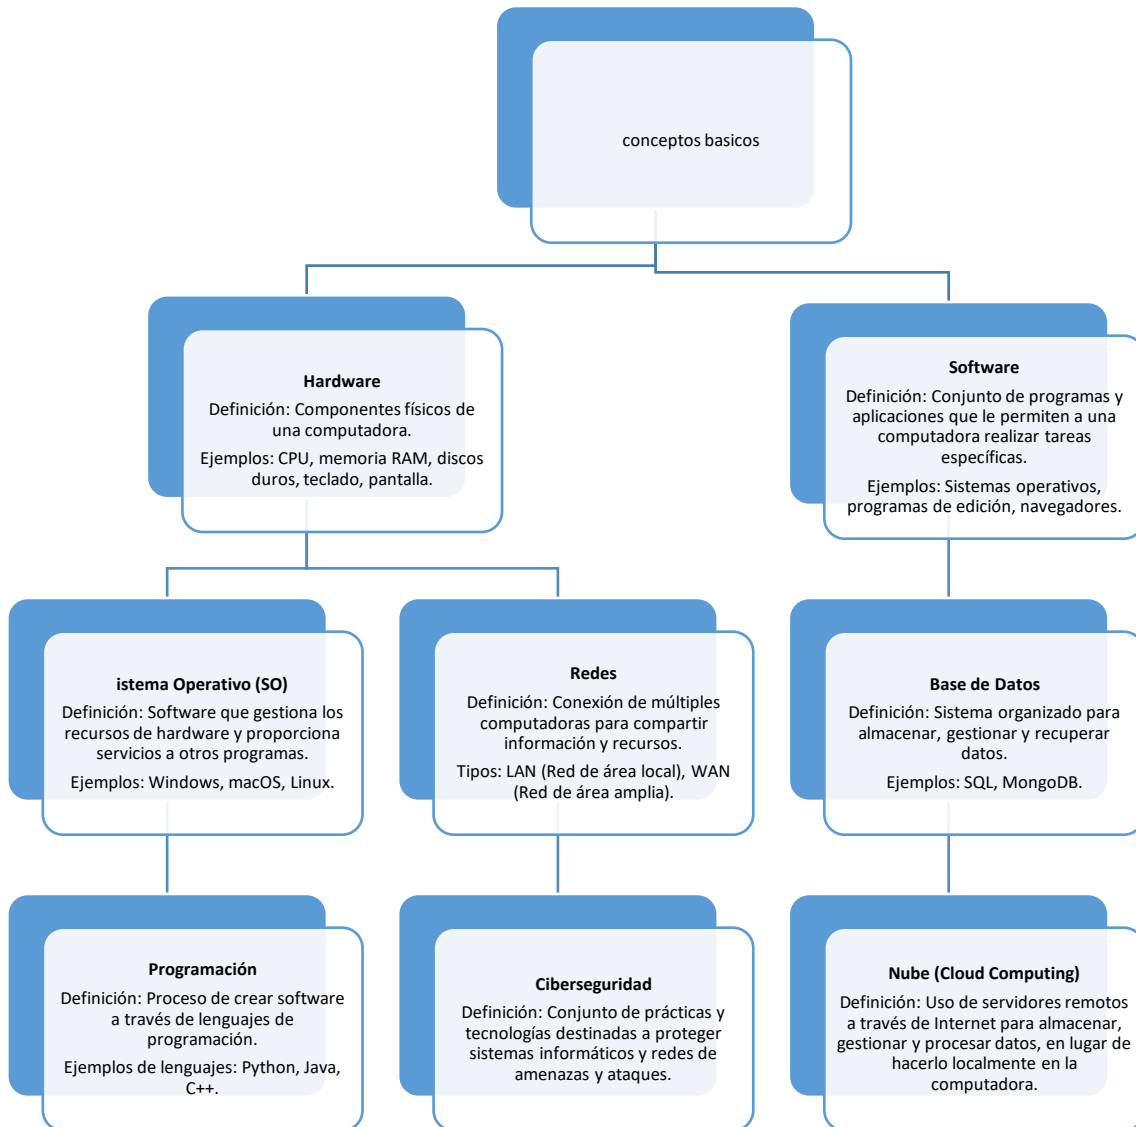 conceptos basicos
Hardware
Definición: Componentes físicos de
una computadora.
Ejemplos: CPU, memoria RAM, discos
duros, teclado, pantalla.
Software
Definición: Conjunto de programas y
aplicaciones que le permiten a una
computadora realizar tareas
específicas.
Ejemplos: Sistemas operativos,
programas de edición, navegadores.
istema Operativo (SO)
Definición: Software que gestiona los
recursos de hardware y proporciona
servicios a otros programas.
Ejemplos: Windows, macOS, Linux.
Redes
Definición: Conexión de múltiples
computadoras para compartir
información y recursos.
Tipos: LAN (Red de área local), WAN
(Red de área amplia).
Base de Datos
Definición: Sistema organizado para
almacenar, gestionar y recuperar
datos.
Ejemplos: SQL, MongoDB.
Programación
Definición: Proceso de crear software
a través de lenguajes de
programación.
Ejemplos de lenguajes: Python, Java,
C++.
Ciberseguridad
Definición: Conjunto de prácticas y
tecnologías destinadas a proteger
sistemas informáticos y redes de
amenazas y ataques.
Nube (Cloud Computing)
Definición: Uso de servidores remotos
a través de Internet para almacenar,
gestionar y procesar datos, en lugar de
hacerlo localmente en la
computadora.